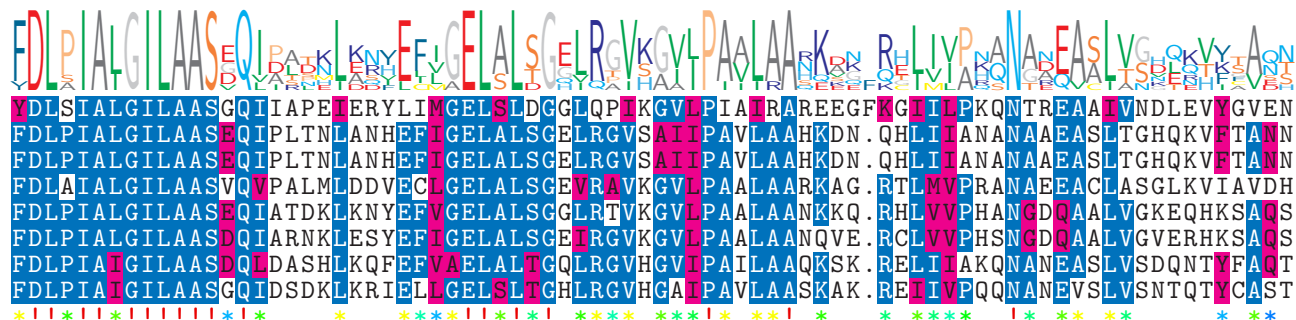 YDLSIALGILAASGQIIAPEIERYLIMGELSLDGGLQPIKGVLPIAIRAREEGFKGIILPKQNTREAAIVNDLEVYGVEN
FDLPIALGILAASEQIPLTNLANHEFIGELALSGELRGVSAIIPAVLAAHKDN.QHLIIANANAAEASLTGHQKVFTANN
FDLPIALGILAASEQIPLTNLANHEFIGELALSGELRGVSAIIPAVLAAHKDN.QHLIIANANAAEASLTGHQKVFTANN
FDLAIALGILAASVQVPALMLDDVECLGELALSGEVRAVKGVLPAALAARKAG.RTLMVPRANAEEACLASGLKVIAVDH
FDLPIALGILAASEQIATDKLKNYEFVGELALSGGLRTVKGVLPAALAANKKQ.RHLVVPHANGDQAALVGKEQHKSAQS
FDLPIALGILAASDQIARNKLESYEFIGELALSGEIRGVKGVLPAALAANQVE.RCLVVPHSNGDQAALVGVERHKSAQS
FDLPIAIGILAASDQLDASHLKQFEFVAELALTGQLRGVHGVIPAILAAQKSK.RELIIAKQNANEASLVSDQNTYFAQT
FDLPIAIGILAASGQIDSDKLKRIELLGELSLTGHLRGVHGAIPAVLAASKAK.REIIVPQQNANEVSLVSNTQTYCAST